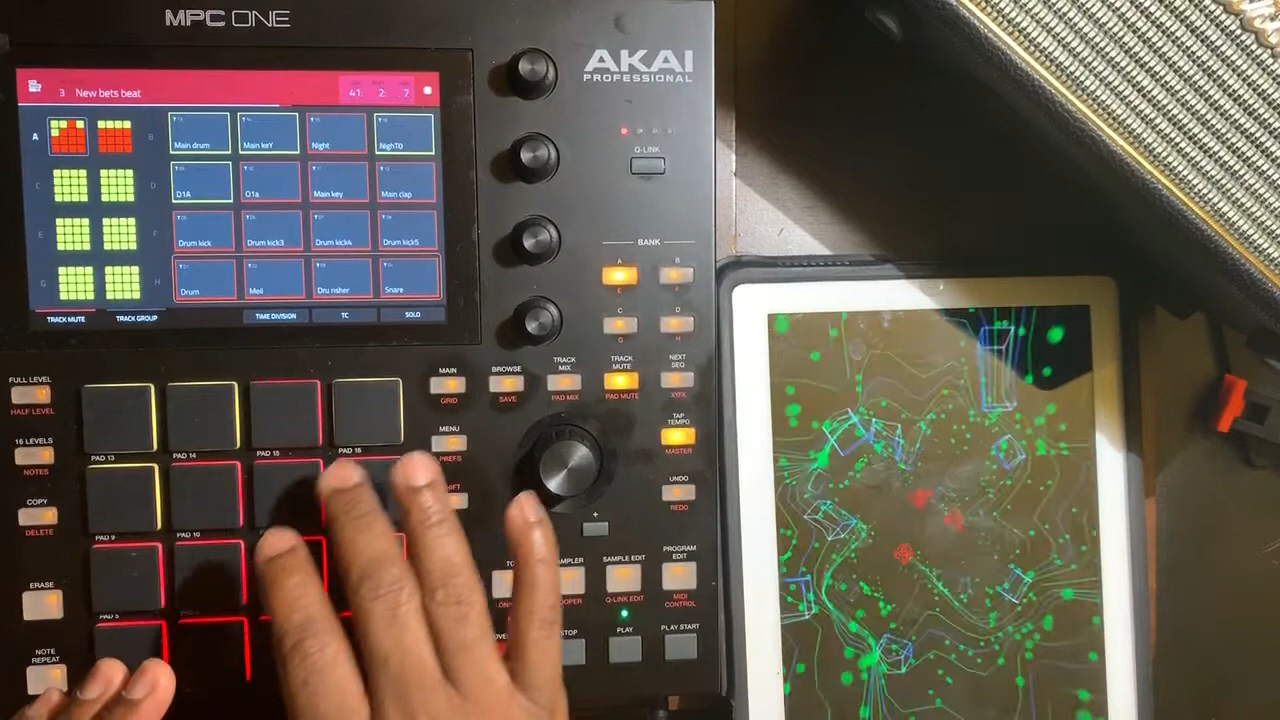 MPC ONE
AKAI
PROFESSIONAL
3 New bets beat
41: 2: 7
A B
Main drum Main keY Night NighT0
C D
D1A O1a Main key Main clap
E F
Drum kick Drum kick3 Drum kick4 Drum kick5
G H
Drum Mell Dru nsher Snare
TRACK MUTE TRACK GROUP TIME DIVISION TC SOLO
Q-LINK
BANK
A B
E F
C D
G H
FULL LEVEL
HALF LEVEL
16 LEVELS
NOTES
COPY
DELETE
ERASE
NOTE
REPEAT
MAIN
GRID
BROWSE
SAVE
TRACK
MIX
PAD MIX
TRACK
MUTE
PAD MUTE
NEXT
SEQ
XYFX
MENU
PREFS
TAP
TEMPO
MASTER
UNDO
REDO
+
PAD 13 PAD 14 PAD 15 PAD 16
PAD 9 PAD 10
PAD 5
SAMPLE EDIT
Q-LINK EDIT
PROGRAM
EDIT
MIDI
CONTROL
PLAY
PLAY START